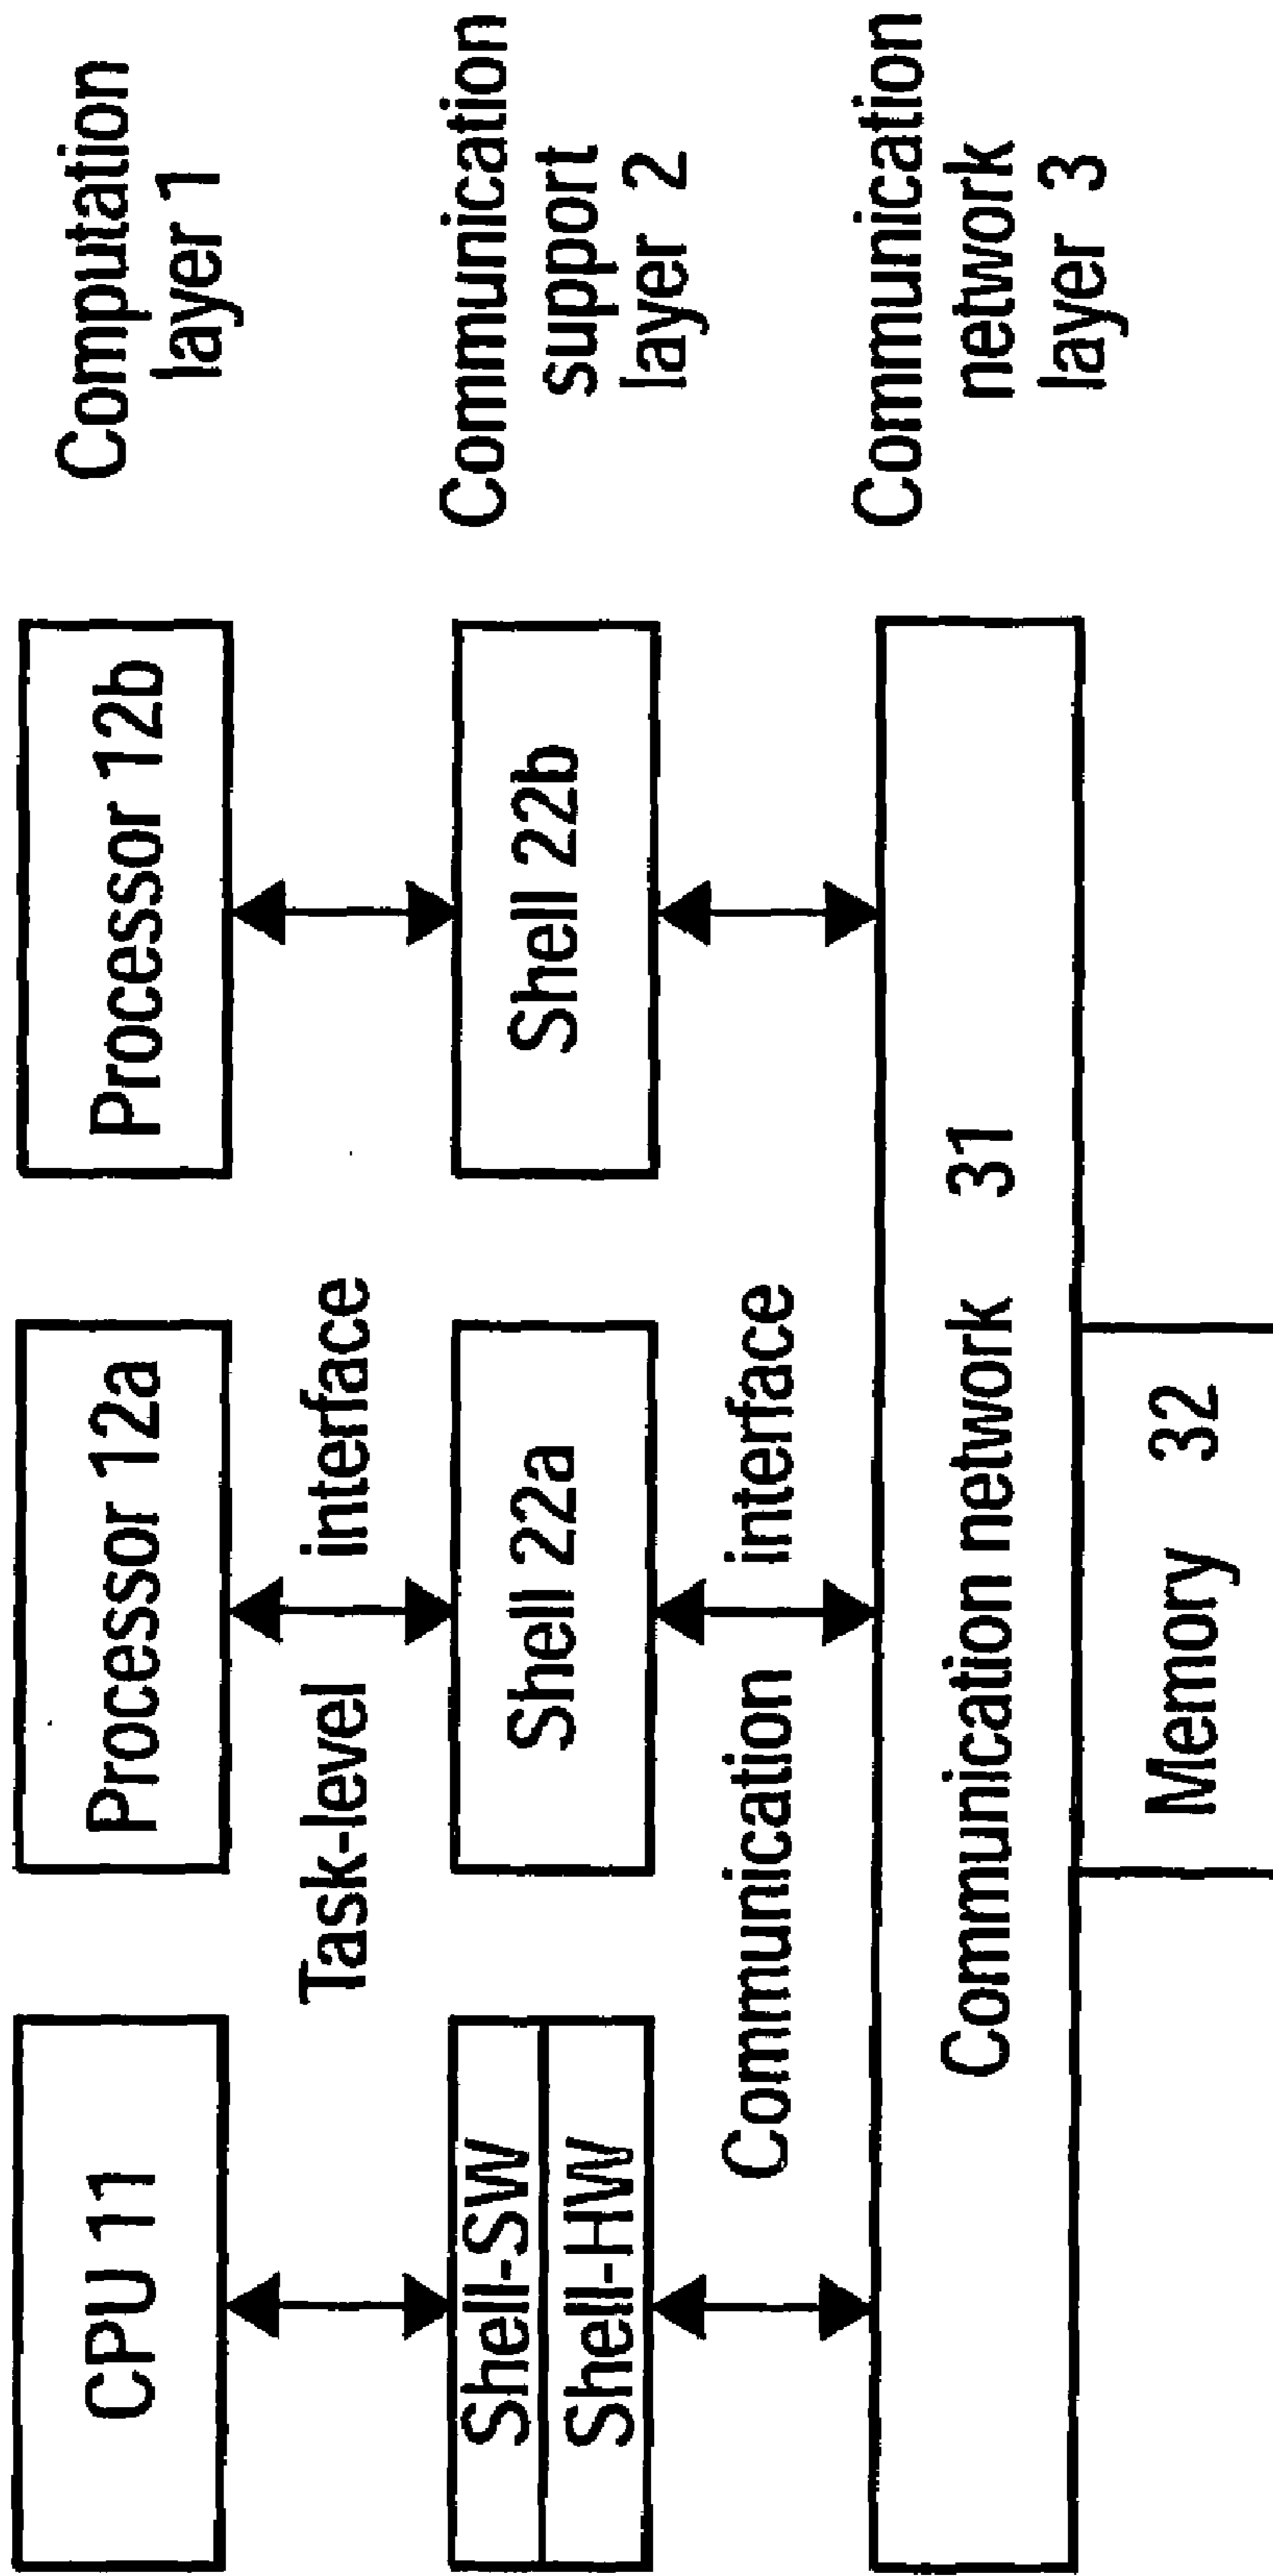 CPU 11
Processor 12a
Processor 12b
Computation
layer 1
Task-level interface
Shell-SW
Shell-HW
Shell 22a
Shell 22b
Communication
support
layer 2
Communication interface
Communication network 31
Communication
network
layer 3
Memory 32